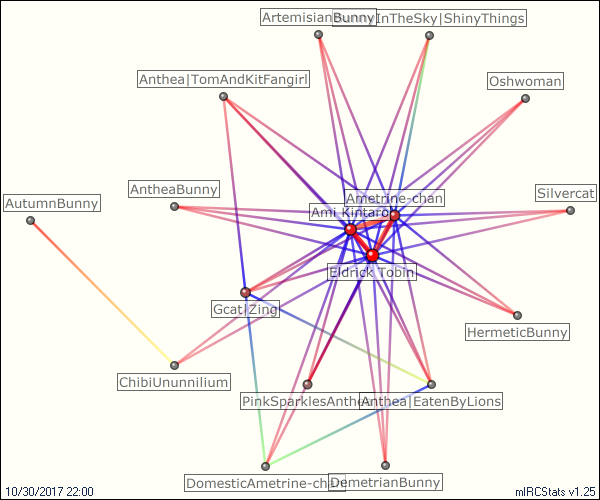 ArtemisianBunny
InTheSky|ShinyThings
Anthea|TomAndKitFangirl
Oshwoman
AntheaBunny
Ametrine-chan
Silvercat
AutumnBunny
Ami Kintaro
Eldrick Tobin
Gcat|Zing
HermeticBunny
ChibiUnunnilium
PinkSparklesAnthe
Anthea|EatenByLions
DomesticAmetrine-chan
DemetrianBunny
10/30/2017 22:00
mIRCStats v1.25